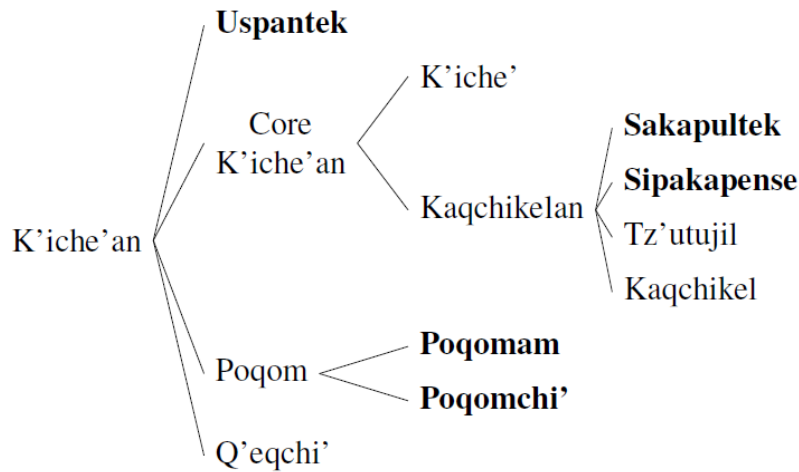 Uspantek
K’iche’
Core
K’iche’an
Sakapultek
Sipakapense
Kaqchikelan
Tz’utujil
K’iche’an
Kaqchikel
Poqomam
Poqom
Poqomchi’
Q’eqchi’